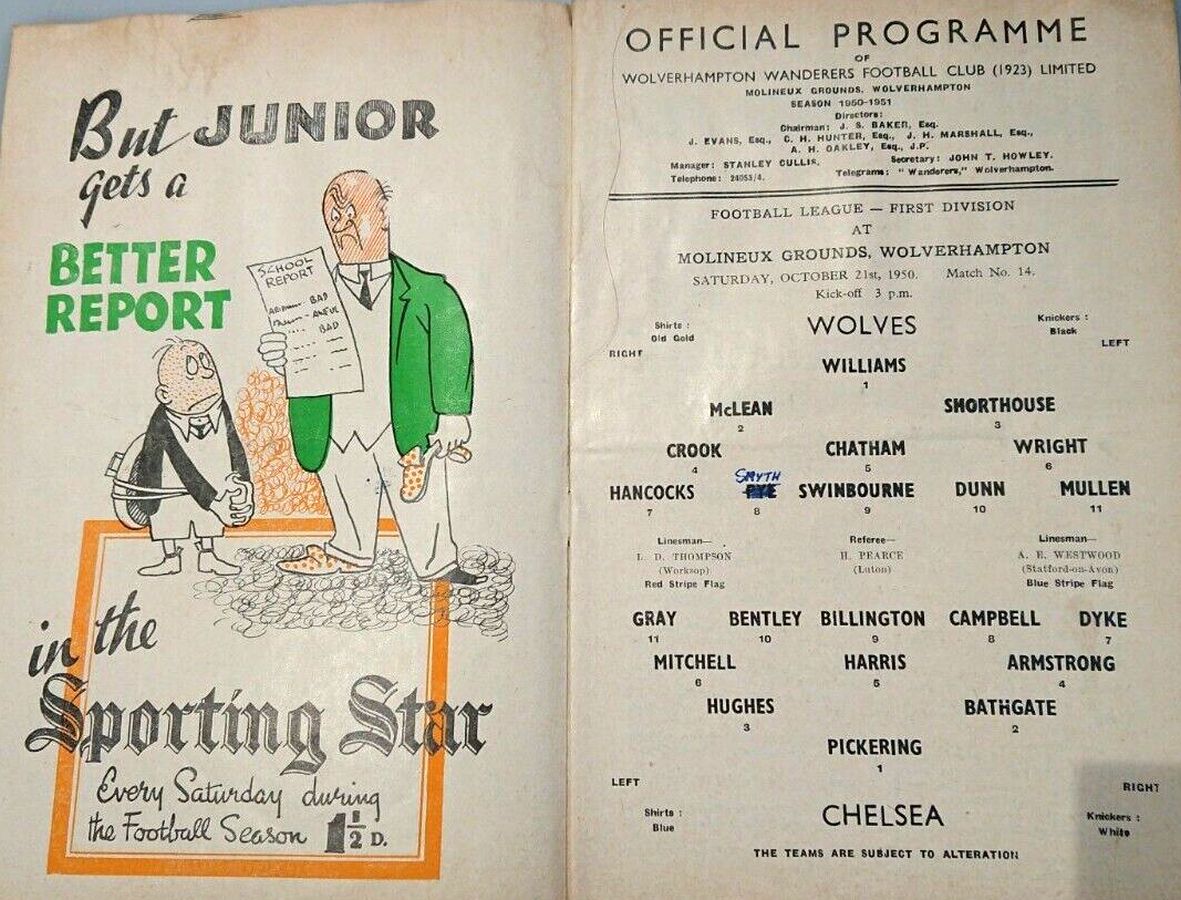 But JUNIOR
gets a
BETTER
REPORT
SCHOOL
REPORT
BAD
AWFUL
BAD
in the
Sporting Star
Every Saturday during
the Football Season 1½D.
OFFICIAL PROGRAMME
OF
WOLVERHAMPTON WANDERERS FOOTBALL CLUB (1923) LIMITED
MOLINEUX GROUNDS, WOLVERHAMPTON
SEASON 1950-1951
Directors:
Chairman: J. S. BAKER, Esq.
J. EVANS, Esq., C. H. HUNTER, Esq., J. H. MARSHALL, Esq.,
A. H. OAKLEY, Esq., J.P.
Manager: STANLEY CULLIS. Secretary: JOHN T. HOWLEY.
Telephone: 24053/4. Telegrams: "Wanderers," Wolverhampton.
FOOTBALL LEAGUE — FIRST DIVISION
AT
MOLINEUX GROUNDS, WOLVERHAMPTON
SATURDAY, OCTOBER 21st, 1950. Match No. 14.
Kick-off 3 p.m.
Shirts: WOLVES Knickers:
Old Gold Black
RIGHT LEFT
WILLIAMS
1
McLEAN SHORTHOUSE
2 3
CROOK CHATHAM WRIGHT
4 5 6
SMYTH
HANCOCKS PYE SWINBOURNE DUNN MULLEN
7 8 9 10 11
Linesman— Referee— Linesman—
L. D. THOMPSON H. PEARCE A. E. WESTWOOD
(Worksop) (Luton) (Statford-on-Avon)
Red Stripe Flag Blue Stripe Flag
GRAY BENTLEY BILLINGTON CAMPBELL DYKE
11 10 9 8 7
MITCHELL HARRIS ARMSTRONG
6 5 4
HUGHES BATHGATE
3 2
PICKERING
1
LEFT RIGHT
Shirts: CHELSEA Knickers:
Blue White
THE TEAMS ARE SUBJECT TO ALTERATION